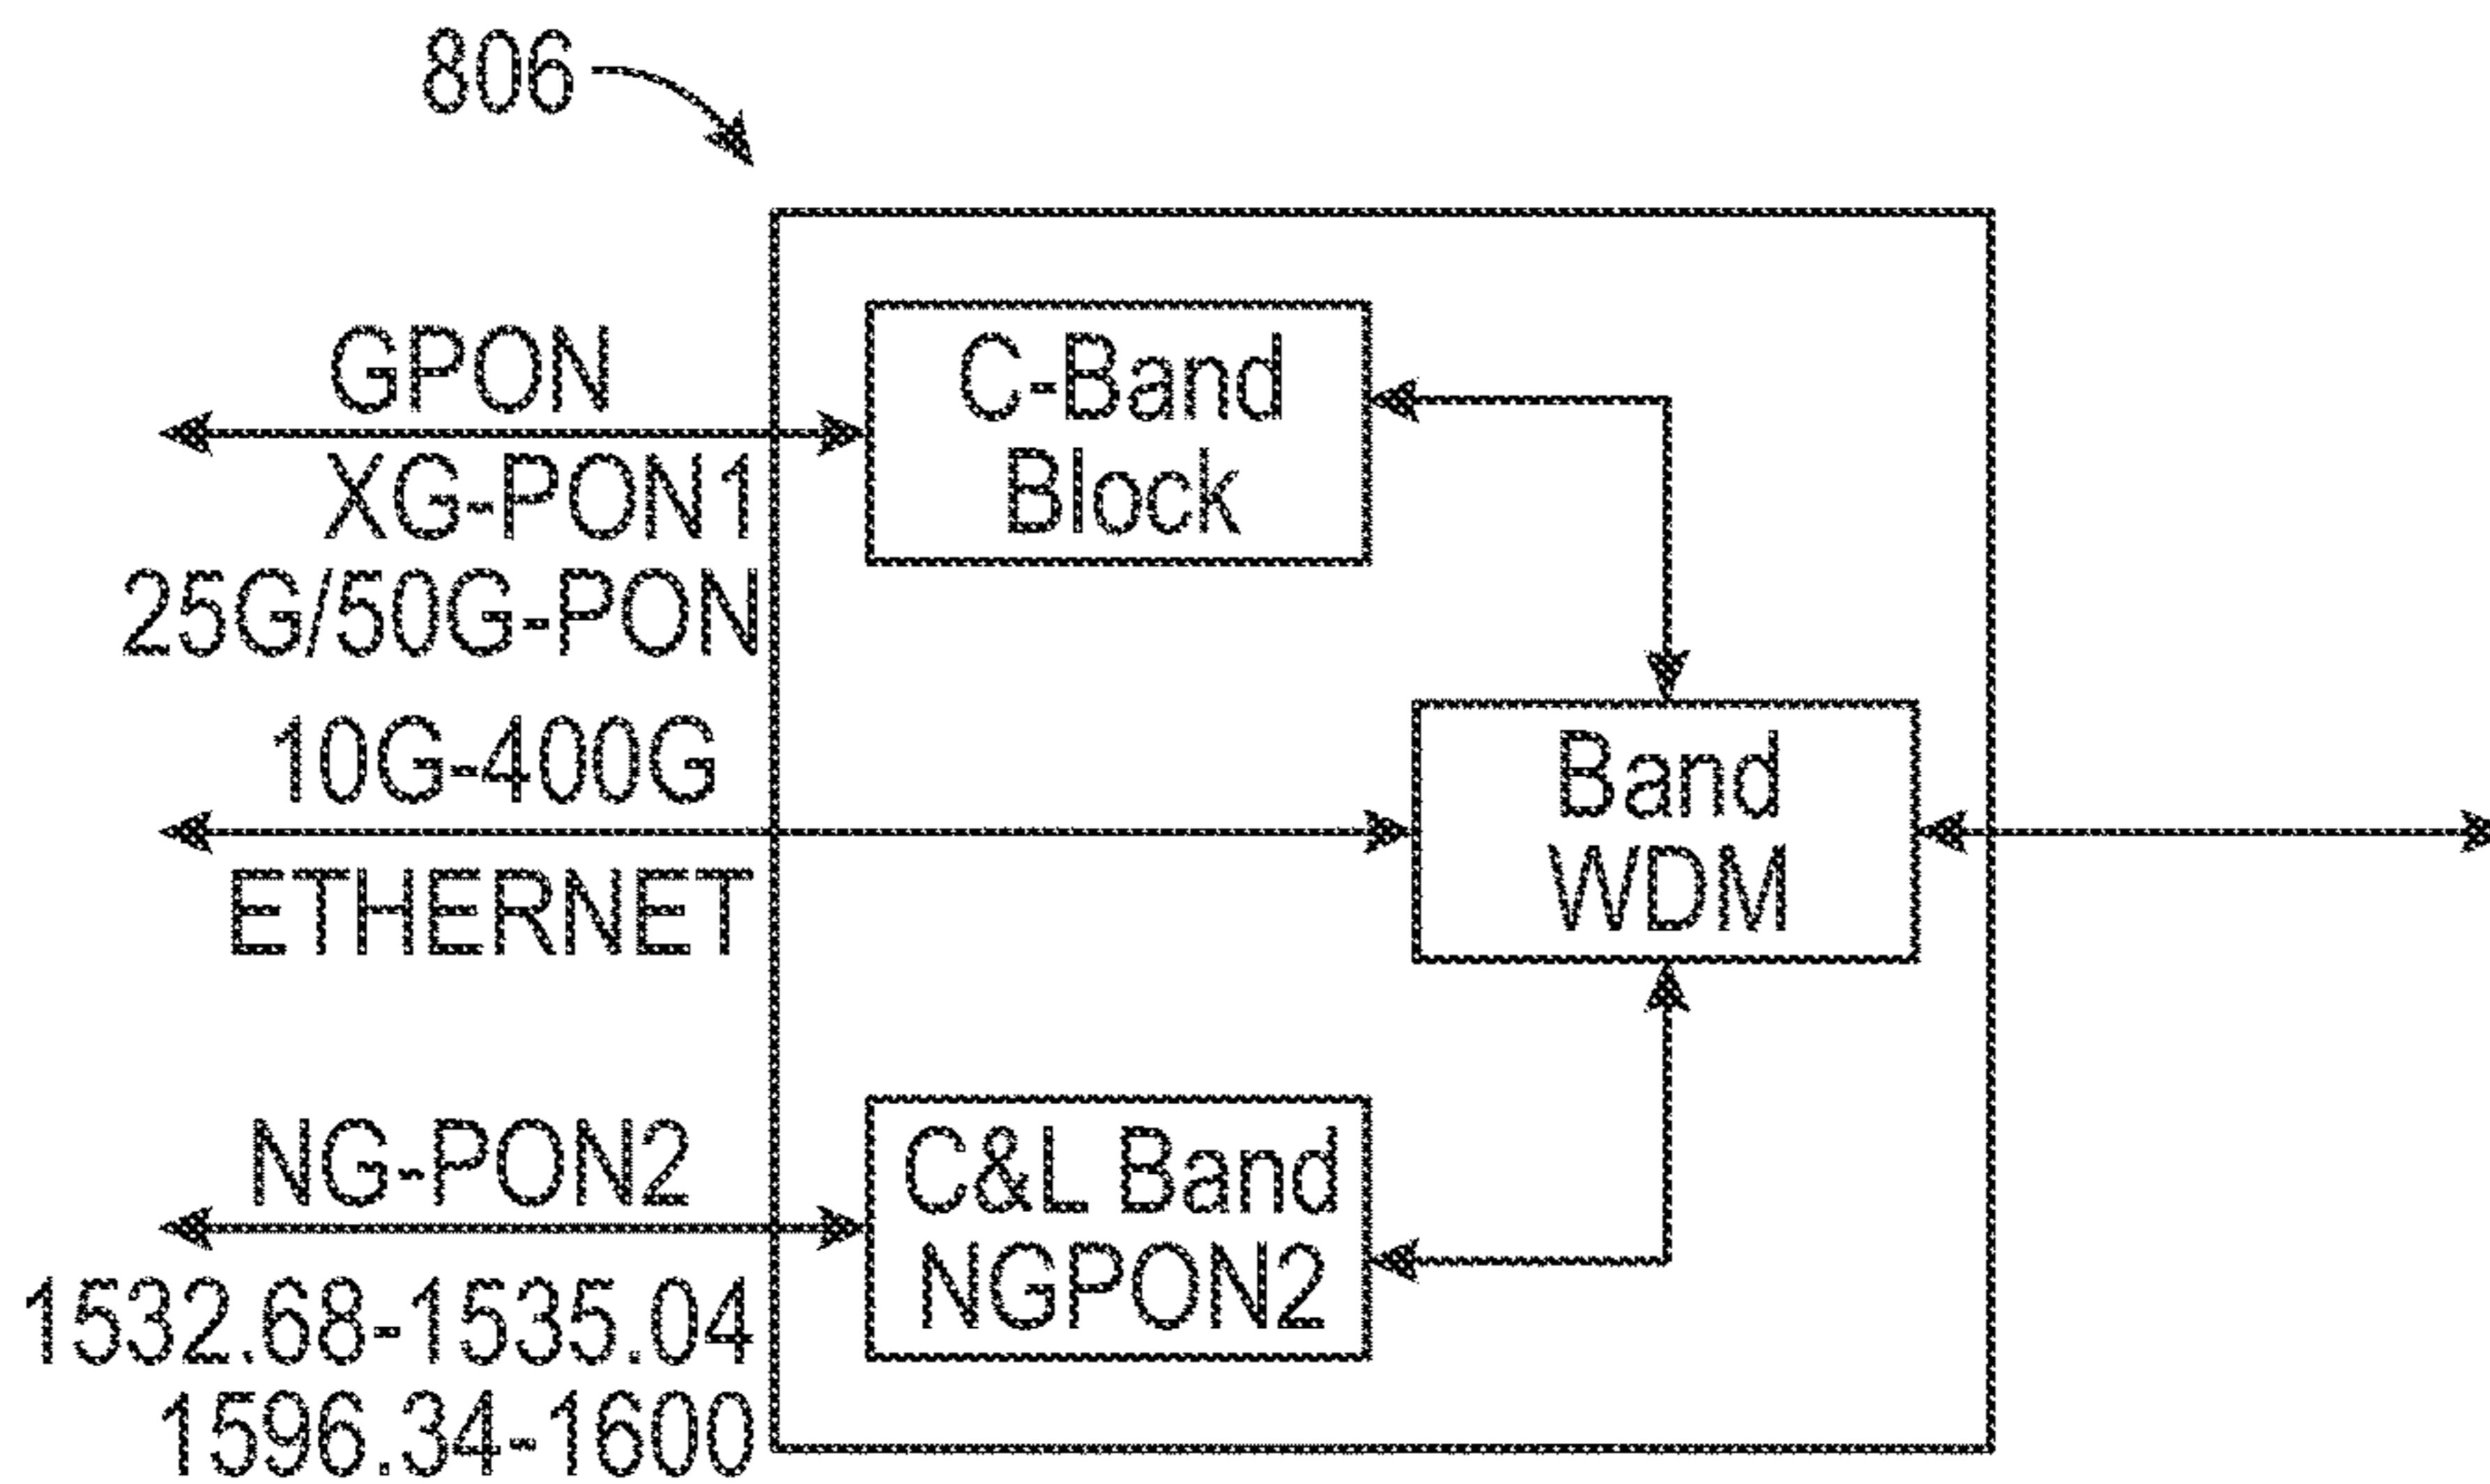 806
GPON
XG-PON1
25G/50G-PON
C-Band
Block
10G-400G
ETHERNET
Band
WDM
NG-PON2
1532.68-1535.04
1596.34-1600
C&L Band
NGPON2